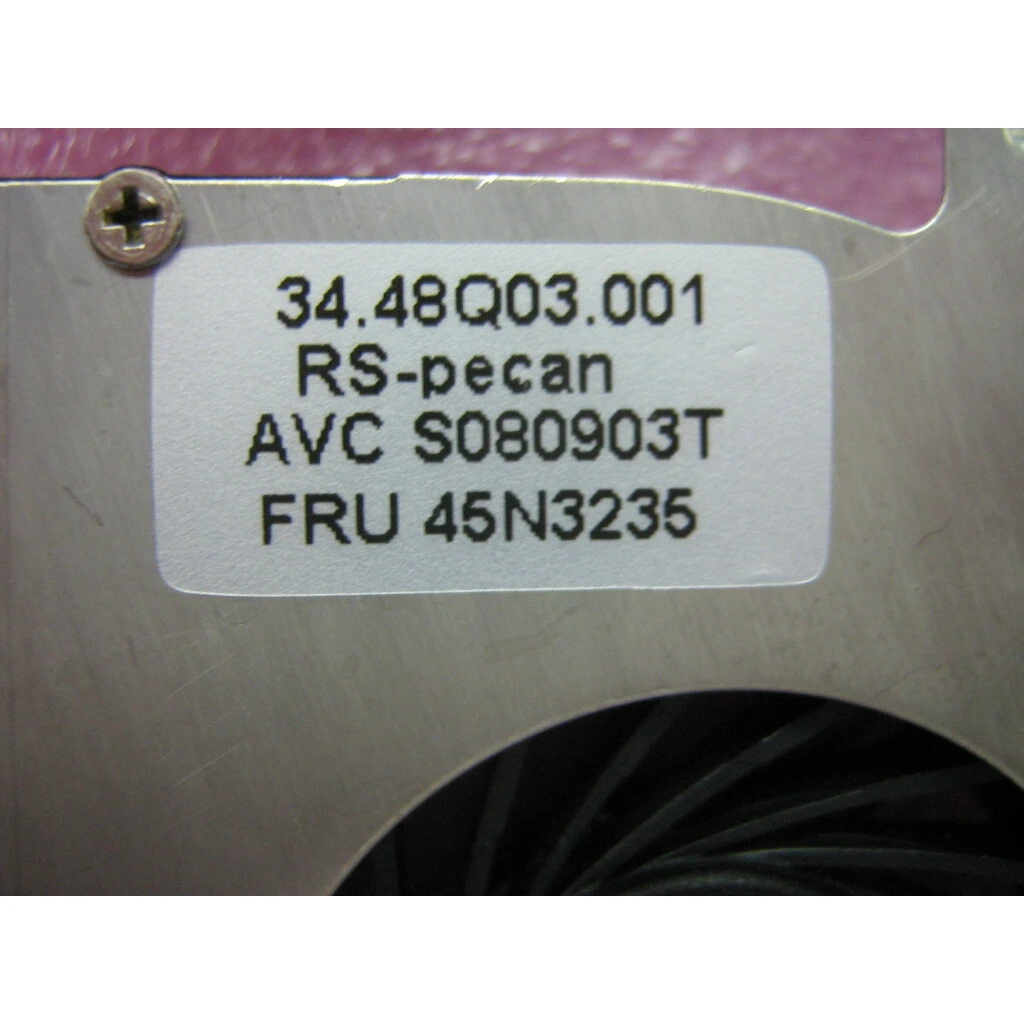 34.48Q03.001
RS-pecan
AVC S080903T
FRU 45N3235